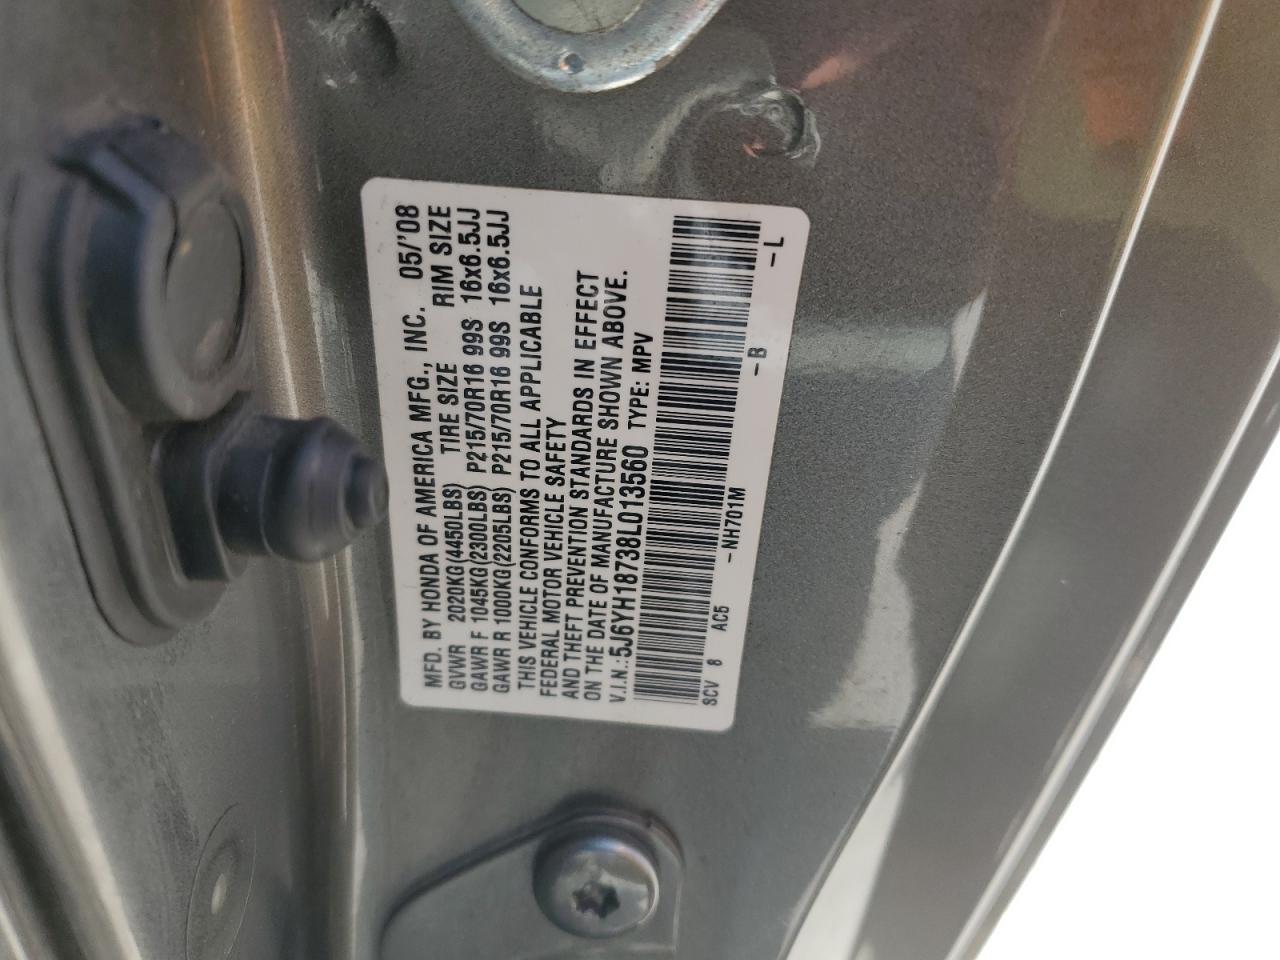 MFD. BY HONDA OF AMERICA MFG., INC. 05/'08
GVWR 2020KG(4450LBS) TIRE SIZE RIM SIZE
GAWR F 1045KG(2300LBS) P215/70R16 99S 16x6.5JJ
GAWR R 1000KG(2205LBS) P215/70R16 99S 16x6.5JJ
THIS VEHICLE CONFORMS TO ALL APPLICABLE
FEDERAL MOTOR VEHICLE SAFETY
AND THEFT PREVENTION STANDARDS IN EFFECT
ON THE DATE OF MANUFACTURE SHOWN ABOVE.
V.I.N.:5J6YH18738L013560 TYPE: MPV
SCV 8 AC5 -NH701M -B -L